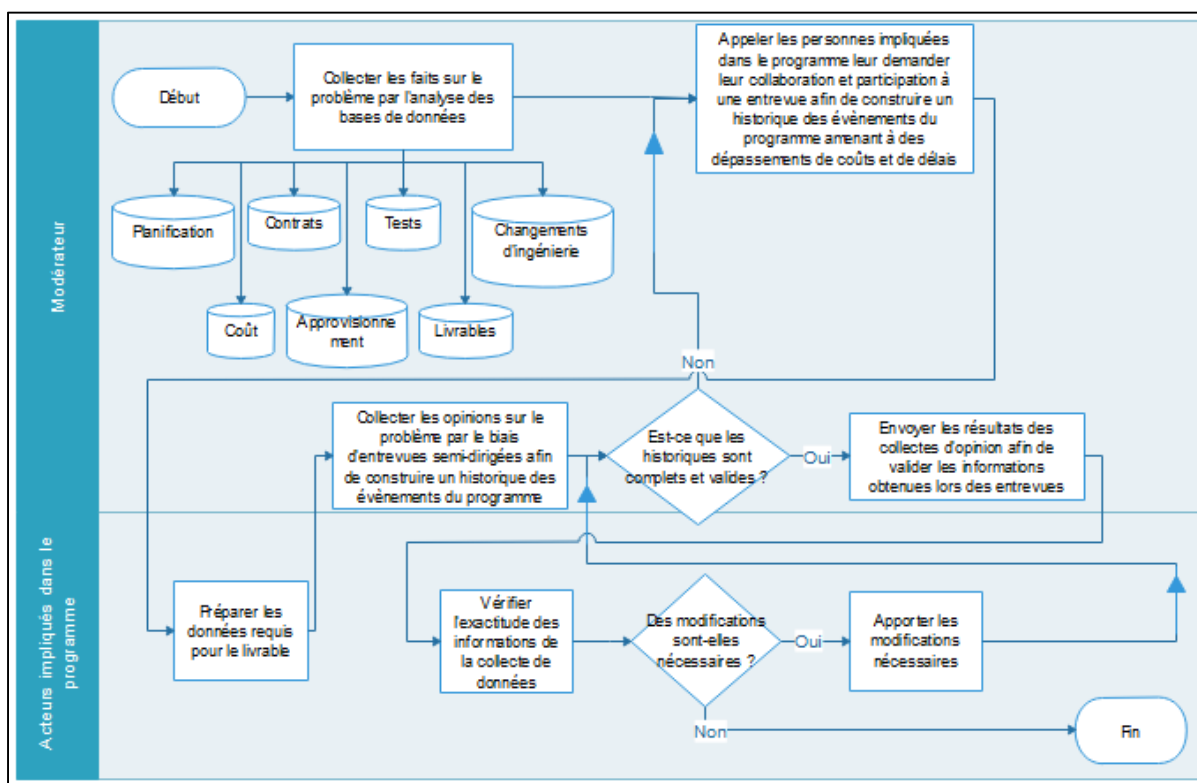 Modérateur
Début
Collecter les faits sur le
problème par l'analyse des
bases de données
Appeler les personnes impliquées
dans le programme leur demander
leur collaboration et participation à
une entrevue afin de construire un
historique des évènements du
programme amenant à des
dépassements de coûts et de délais
Planification
Contrats
Tests
Changements
d'ingénierie
Coût
Approvisionne
ment
Livrables
Non
Collecter les opinions sur le
problème par le biais
d'entrevues semi-dirigées afin
de construire un historique des
évènements du programme
Est-ce que les
historiques sont
complets et valides ?
Oui
Envoyer les résultats des
collectes d'opinion afin de
valider les informations
obtenues lors des entrevues
Acteurs impliqués dans le
programme
Préparer les
données requis
pour le livrable
Vérifier
l'exactitude des
informations de
la collecte de
données
Des modifications
sont-elles
nécessaires ?
Oui
Apporter les
modifications
nécessaires
Non
Fin